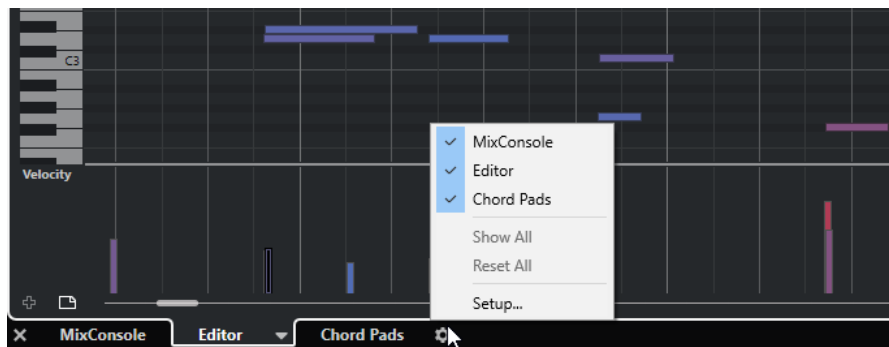 C3
Velocity
MixConsole
Editor
Chord Pads
Show All
Reset All
Setup...
MixConsole Editor Chord Pads